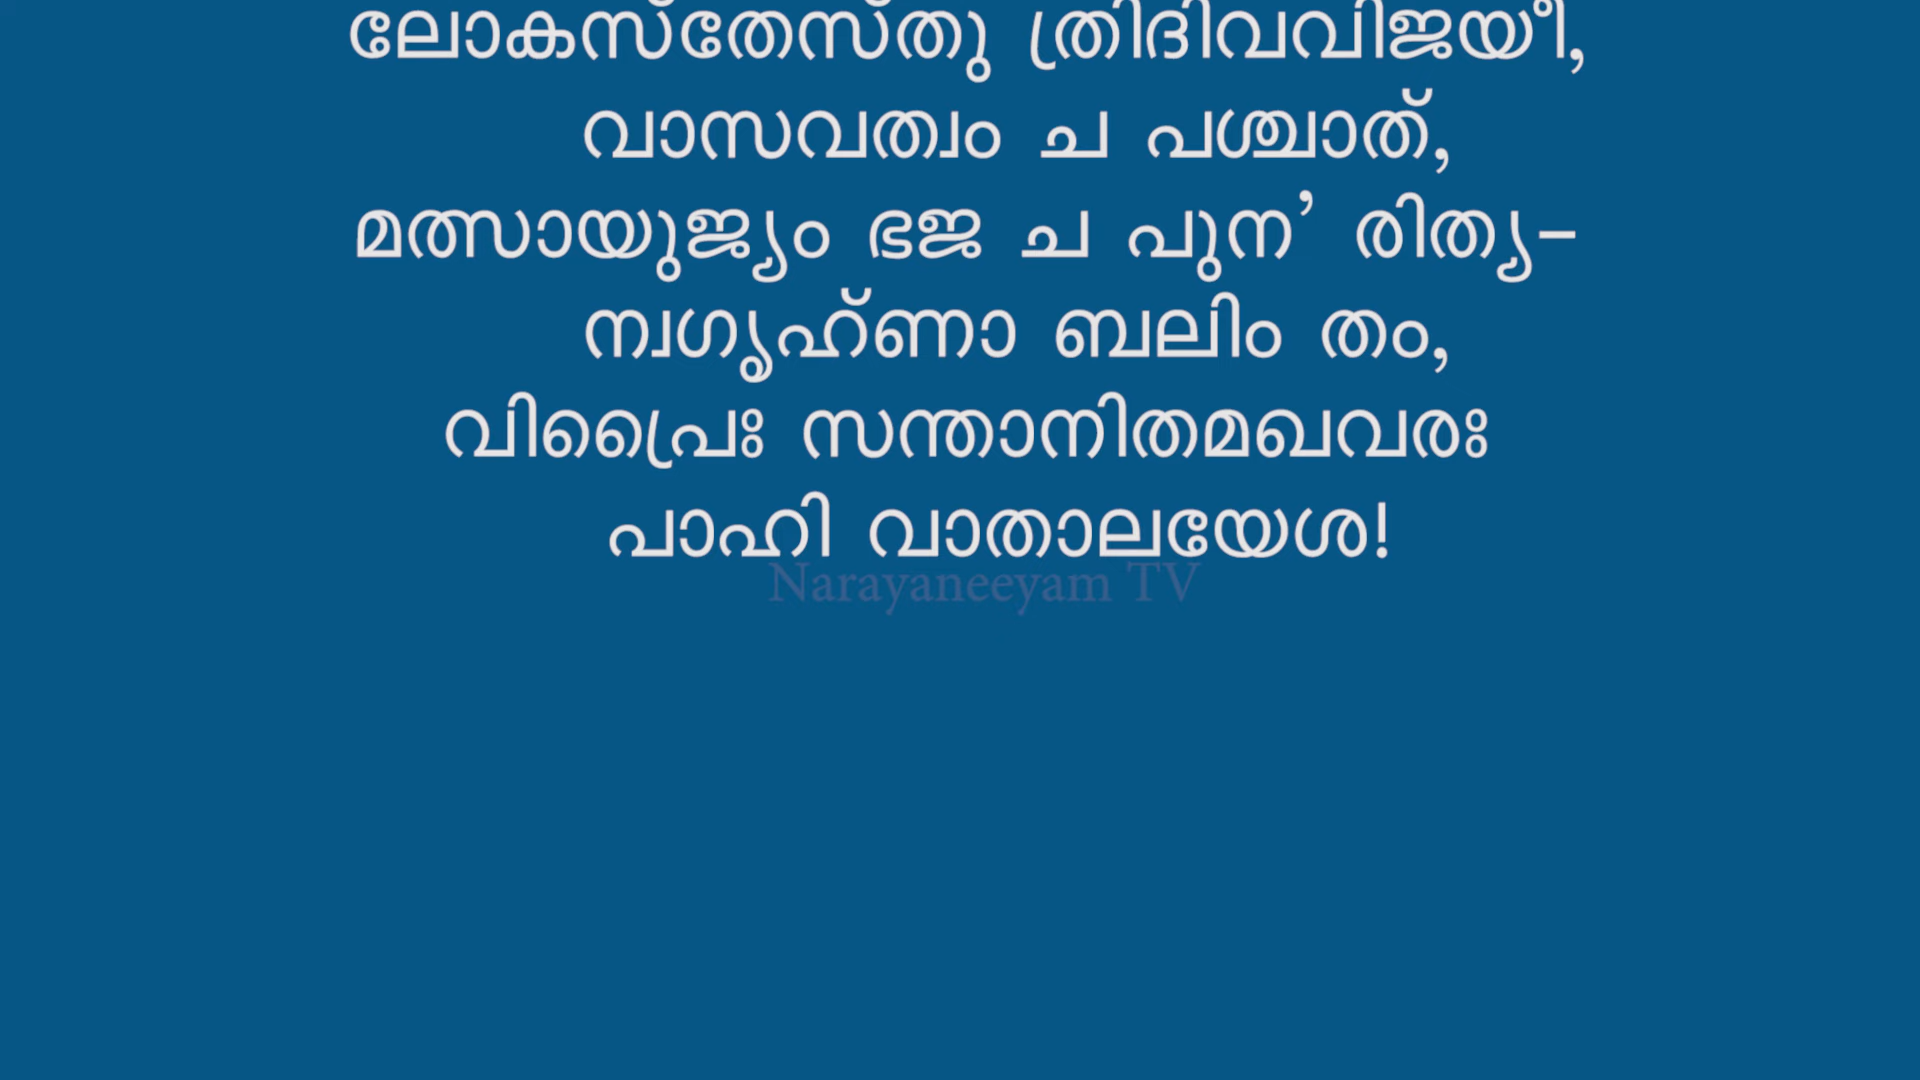 ലോകസ്തേസ്തു ത്രിദിവവിജയീ,
വാസവത്വം ച പശ്ചാത്,
മത്സായുജ്യം ഭജ ച പുന’ രിത്യ–
ന്വഗൃഹ്ണാ ബലിം തം,
വിപ്രൈഃ സന്താനിതമഖവരഃ
പാഹി വാതാലയേശ!
Narayaneeyam TV